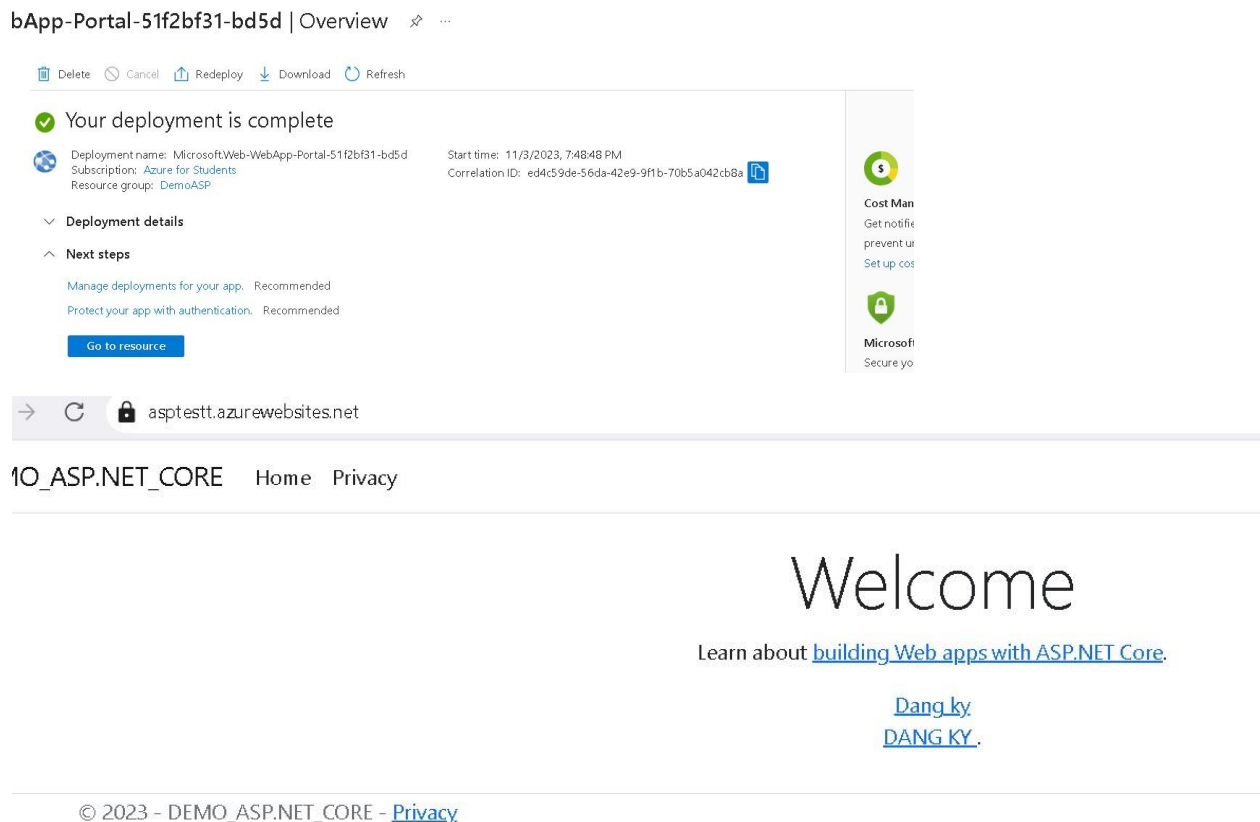 bApp-Portal-51f2bf31-bd5d | Overview
Delete Cancel Redeploy Download Refresh
Your deployment is complete
Deployment name: Microsoft.Web-WebApp-Portal-51f2bf31-bd5d
Subscription: Azure for Students
Resource group: DemoASP
Start time: 11/3/2023, 7:48:48 PM
Correlation ID: ed4c59de-56da-42e9-9f1b-70b5a042cb8a
Deployment details
Next steps
Manage deployments for your app. Recommended
Protect your app with authentication. Recommended
Go to resource
$
Cost Man
Get notifie
prevent ur
Set up cos
Microsoft
Secure yo
asptestt.azurewebsites.net
MO_ASP.NET_CORE Home Privacy
Welcome
Learn about building Web apps with ASP.NET Core.
Dang ky
DANG KY .
© 2023 - DEMO_ASP.NET_CORE - Privacy